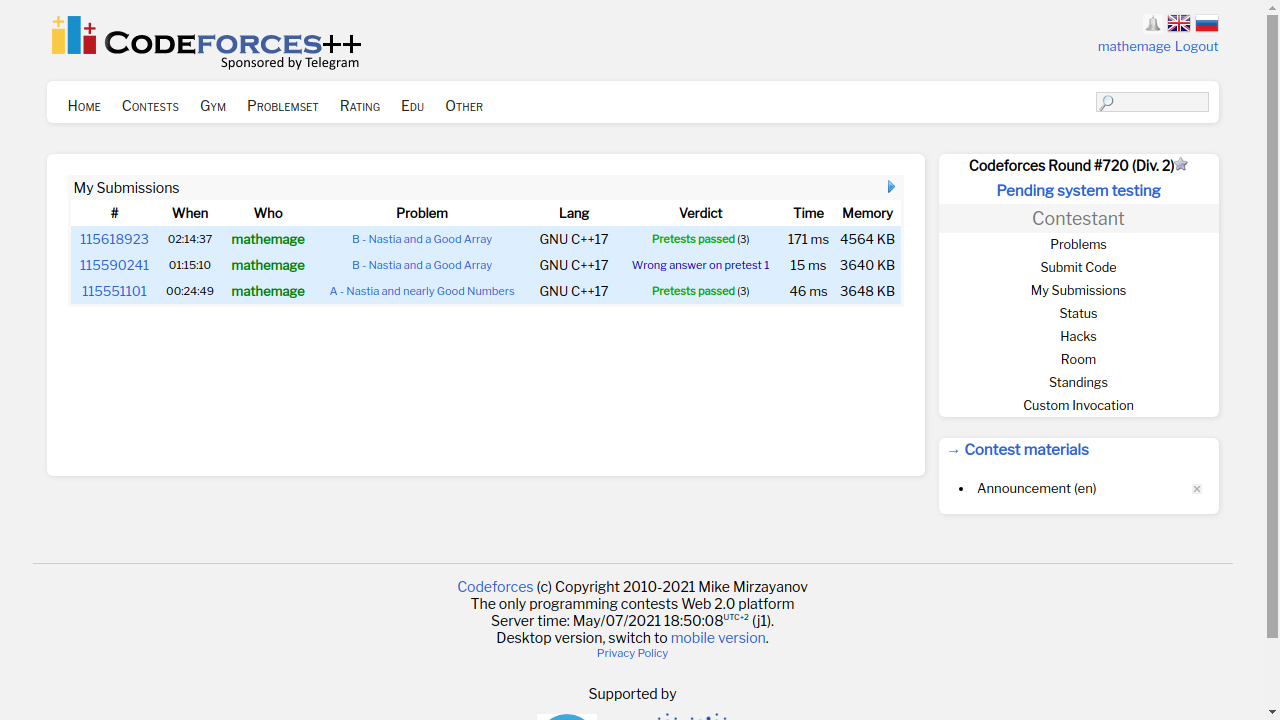 CODEFORCES++
Sponsored by Telegram
mathemage Logout
HOME CONTESTS GYM PROBLEMSET RATING EDU OTHER
My Submissions
# When Who Problem Lang Verdict Time Memory
115618923 02:14:37 mathemage B - Nastia and a Good Array GNU C++17 Pretests passed (3) 171 ms 4564 KB
115590241 01:15:10 mathemage B - Nastia and a Good Array GNU C++17 Wrong answer on pretest 1 15 ms 3640 KB
115551101 00:24:49 mathemage A - Nastia and nearly Good Numbers GNU C++17 Pretests passed (3) 46 ms 3648 KB
Codeforces Round #720 (Div. 2)
Pending system testing
Contestant
Problems
Submit Code
My Submissions
Status
Hacks
Room
Standings
Custom Invocation
→ Contest materials
• Announcement (en)
Codeforces (c) Copyright 2010-2021 Mike Mirzayanov
The only programming contests Web 2.0 platform
Server time: May/07/2021 18:50:08UTC+2 (j1).
Desktop version, switch to mobile version.
Privacy Policy
Supported by